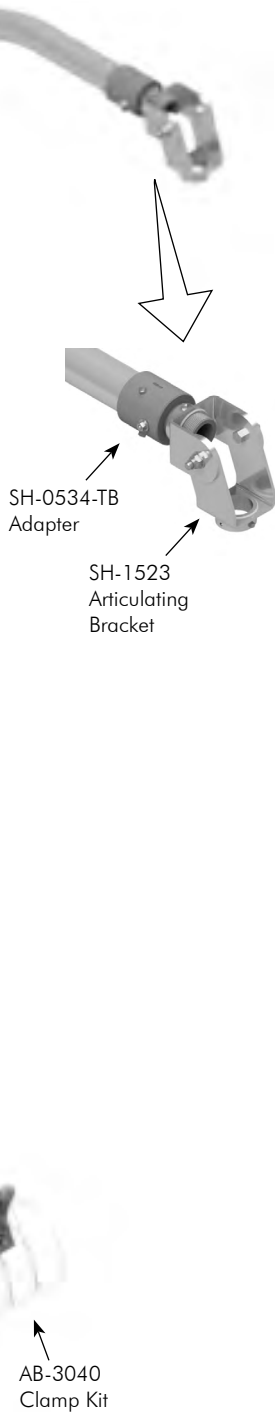 SH-0534-TB
Adapter
SH-1523
Articulating
Bracket
AB-3040
Clamp Kit